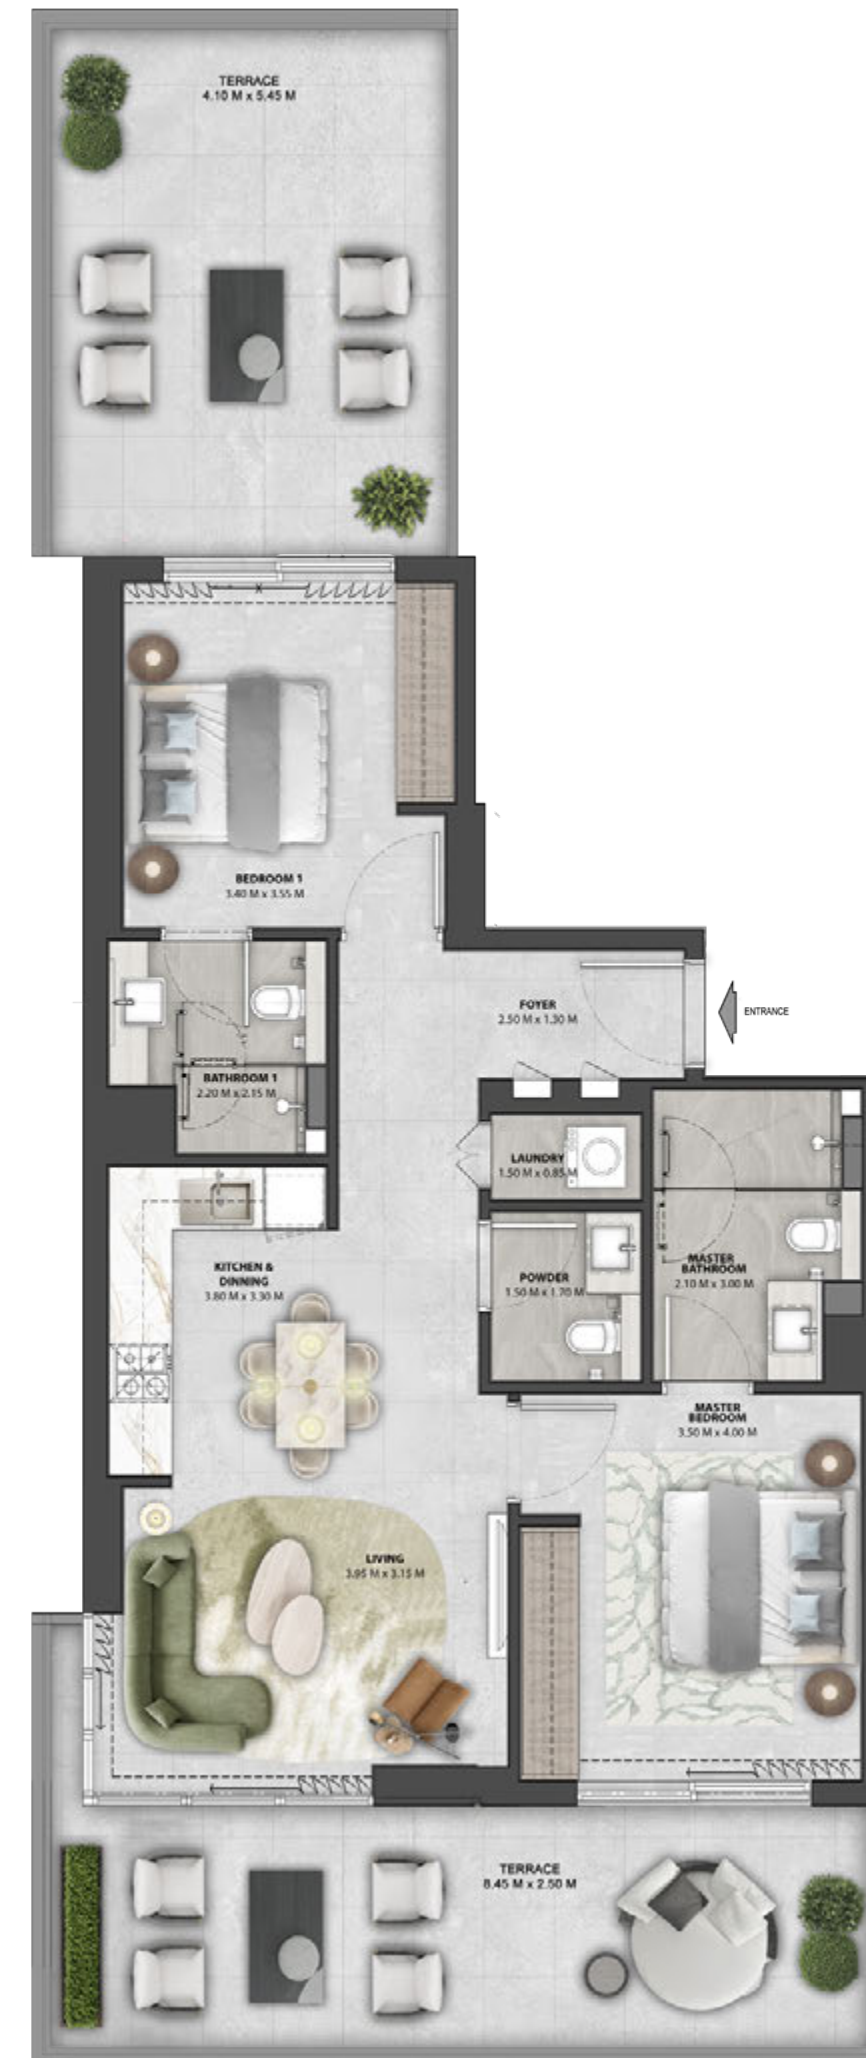 TERRACE
4.10 M x 5.45 M
BEDROOM 1
3.40 M x 3.55 M
FOYER
2.50 M x 1.30 M
ENTRANCE
BATHROOM 1
2.20 M x 2.15 M
LAUNDRY
1.50 M x 0.85 M
KITCHEN &
DINNING
3.80 M x 3.30 M
POWDER
1.50 M x 1.70 M
MASTER
BATHROOM
2.10 M x 3.00 M
MASTER
BEDROOM
3.50 M x 4.00 M
LIVING
3.95 M x 3.15 M
TERRACE
8.45 M x 2.50 M